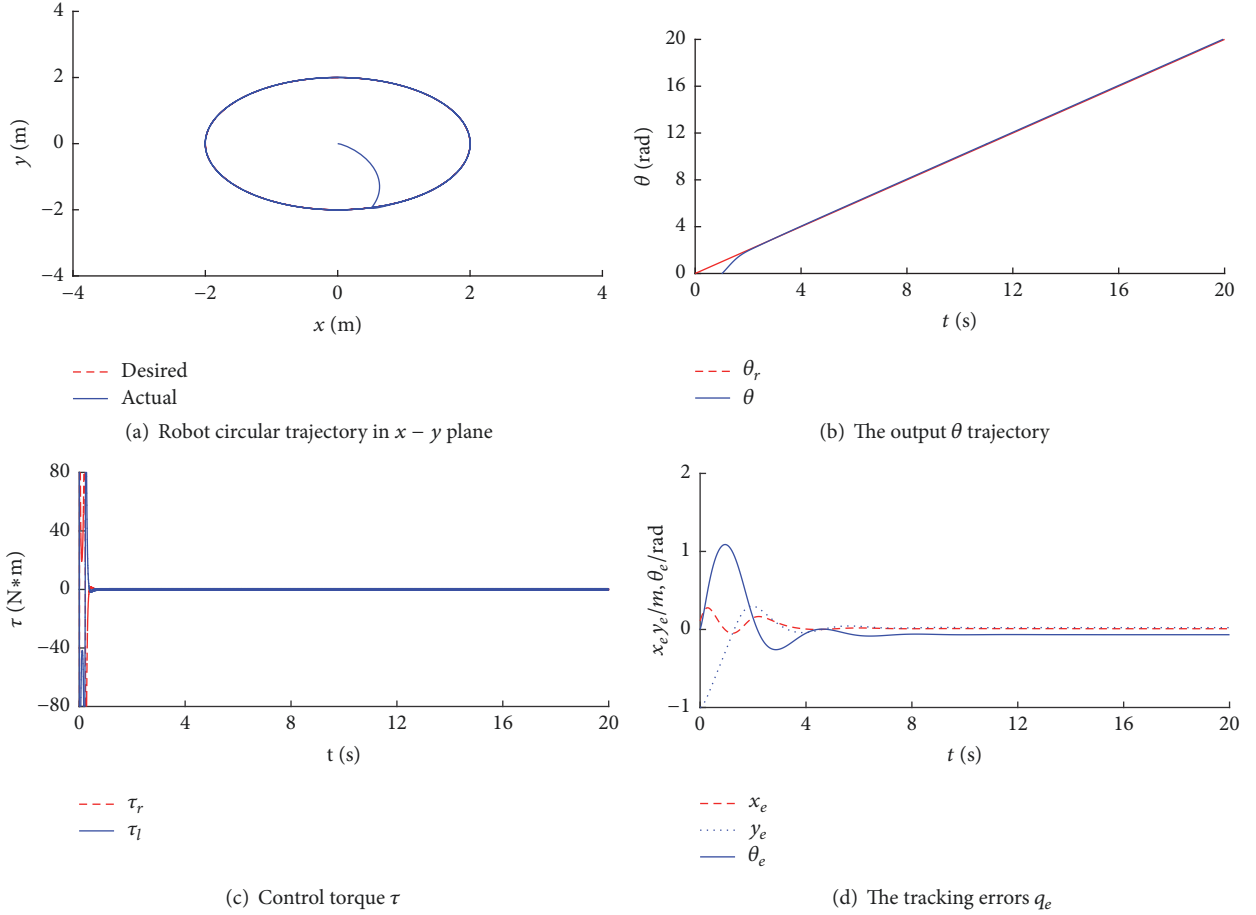 4
2
0
−2
−4
y (m)
−4
−2
0
2
4
x (m)
Desired
Actual
(a) Robot circular trajectory in x − y plane
20
16
12
8
4
0
θ (rad)
0
4
8
12
16
20
t (s)
θr
θ
(b) The output θ trajectory
80
40
0
−40
−80
τ (N*m)
0
4
8
12
16
20
t (s)
τr
τl
(c) Control torque τ
2
1
0
−1
xe ye/m, θe/rad
0
4
8
12
16
20
t (s)
xe
ye
θe
(d) The tracking errors qe